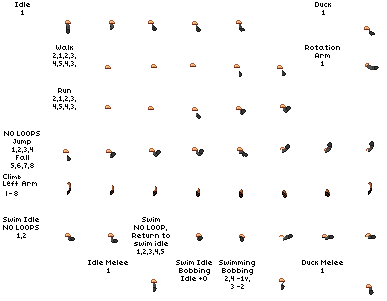 Idle
1
Duck
1
Walk
2,1,2,3,
4,5,4,3,
Rotation
Arm
1
Run
2,1,2,3,
4,5,4,3,
NO LOOPS
Jump
1,2,3,4
Fall
5,6,7,8
Climb
Left Arm
1-8
Swim Idle
NO LOOPS
1,2
Swim
NO LOOP,
Return to
swim idle
1,2,3,4,5
Idle Melee
1
Swim Idle
Bobbing
Idle +0
Swimming
Bobbing
2,4 -1v,
3 -2
Duck Melee
1